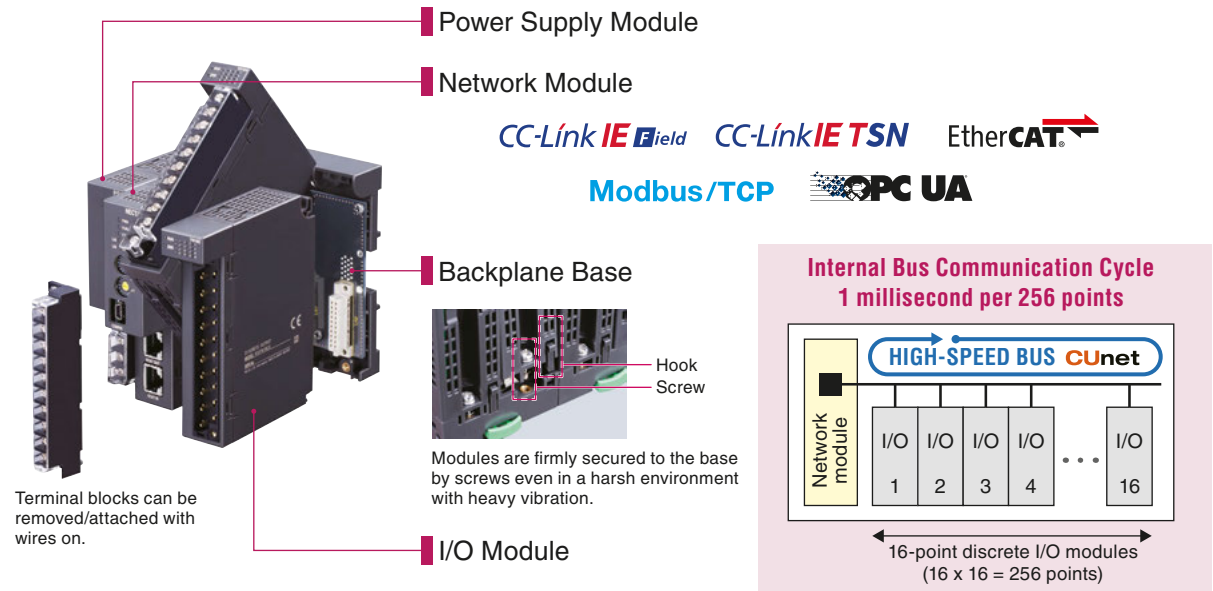 Power Supply Module
Network Module
CC-Link IE Field
CC-Link IE TSN
EtherCAT®
Modbus/TCP
OPC UA
Backplane Base
Hook
Screw
Modules are firmly secured to the base
by screws even in a harsh environment
with heavy vibration.
Terminal blocks can be
removed/attached with
wires on.
I/O Module
Internal Bus Communication Cycle
1 millisecond per 256 points
HIGH-SPEED BUS CUnet
Network
module
I/O I/O I/O I/O I/O
1 2 3 4 16
16-point discrete I/O modules
(16 x 16 = 256 points)
CE